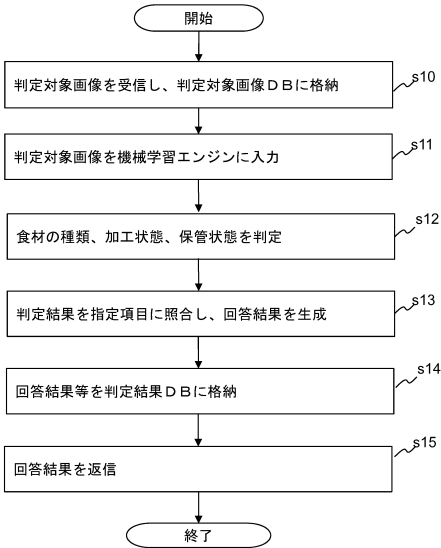 開始
判定対象画像を受信し、判定対象画像ＤＢに格納
s10
判定対象画像を機械学習エンジンに入力
s11
食材の種類、加工状態、保管状態を判定
s12
判定結果を指定項目に照合し、回答結果を生成
s13
回答結果等を判定結果ＤＢに格納
s14
回答結果を返信
s15
終了